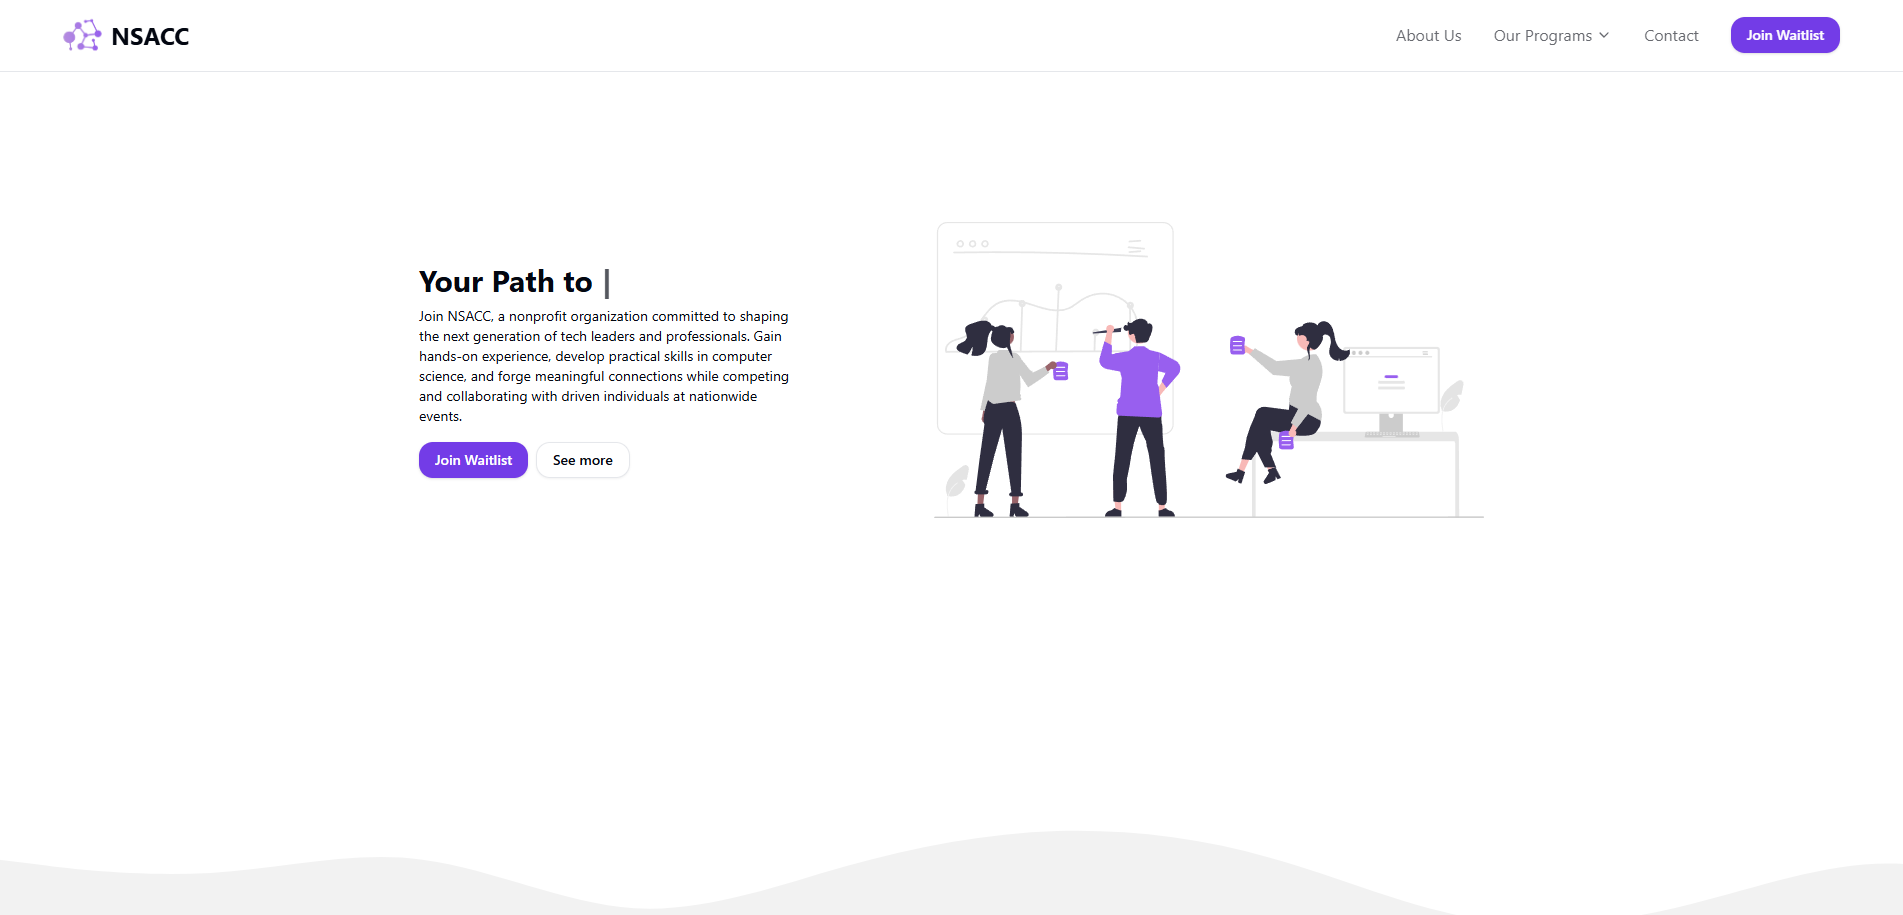 NSACC
About Us
Our Programs
Contact
Join Waitlist
Your Path to |
Join NSACC, a nonprofit organization committed to shaping
the next generation of tech leaders and professionals. Gain
hands-on experience, develop practical skills in computer
science, and forge meaningful connections while competing
and collaborating with driven individuals at nationwide
events.
Join Waitlist
See more